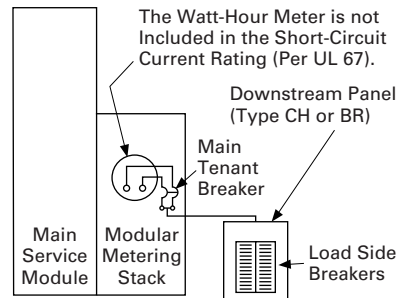 The Watt-Hour Meter is not
Included in the Short-Circuit
Current Rating (Per UL 67).
Downstream Panel
(Type CH or BR)
Main
Tenant
Breaker
Main
Service
Module
Modular
Metering
Stack
Load Side
Breakers